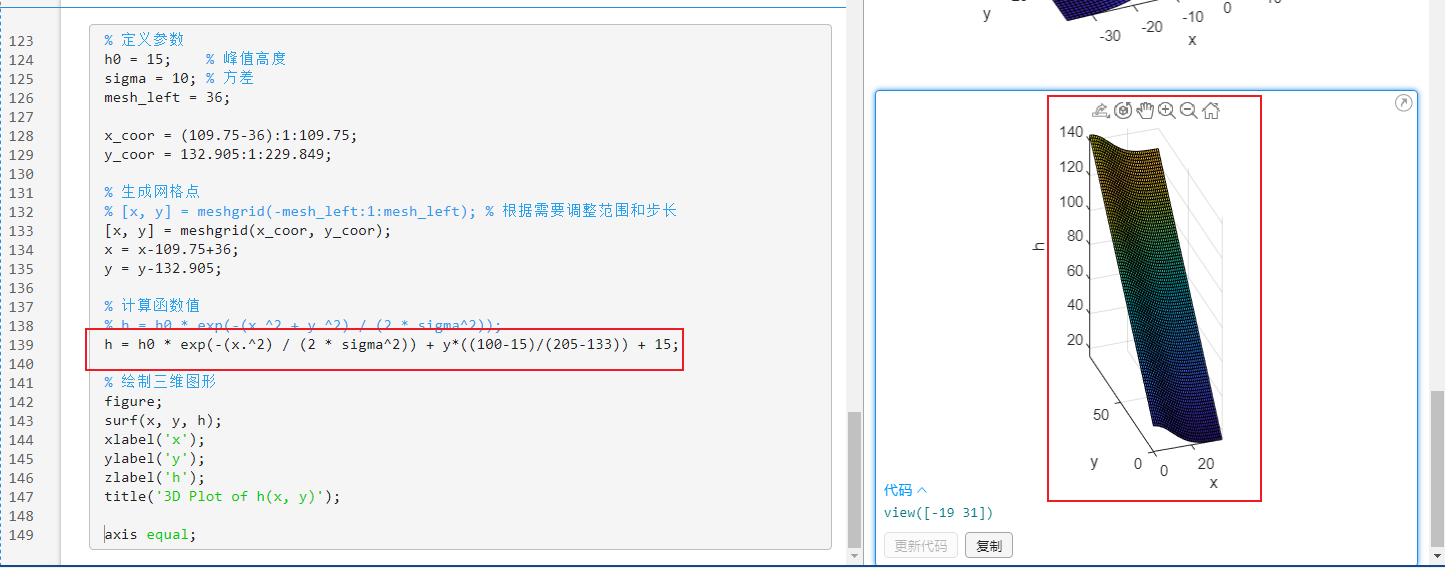 123 % 定义参数
124 h0 = 15; % 峰值高度
125 sigma = 10; % 方差
126 mesh_left = 36;
127
128 x_coor = (109.75-36):1:109.75;
129 y_coor = 132.905:1:229.849;
130
131 % 生成网格点
132 % [x, y] = meshgrid(-mesh_left:1:mesh_left); % 根据需要调整范围和步长
133 [x, y] = meshgrid(x_coor, y_coor);
134 x = x-109.75+36;
135 y = y-132.905;
136
137 % 计算函数值
138 % h = h0 * exp(-(x.^2 + y.^2) / (2 * sigma^2));
139 h = h0 * exp(-(x.^2) / (2 * sigma^2)) + y*((100-15)/(205-133)) + 15;
140
141 % 绘制三维图形
142 figure;
143 surf(x, y, h);
144 xlabel('x');
145 ylabel('y');
146 zlabel('h');
147 title('3D Plot of h(x, y)');
148
149 axis equal;
y
-30 -20 -10 0
x
140
120
100
80
60
40
20
h
50
0
y
0 20
x
代码
view([-19 31])
更新代码 复制